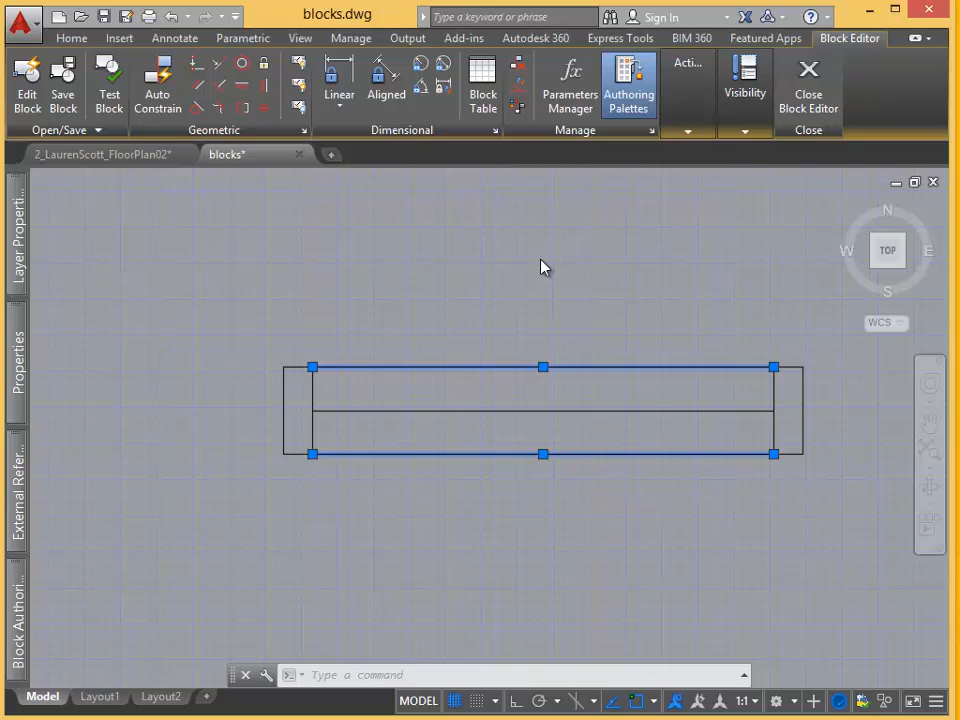 blocks.dwg
Type a keyword or phrase
Sign In
Home Insert Annotate Parametric View Manage Output Add-ins Autodesk 360 Express Tools BIM 360 Featured Apps Block Editor
Edit Block
Save Block
Test Block
Auto Constrain
Linear
Aligned
Block Table
Parameters Manager
Authoring Palettes
Acti...
Visibility
Close Block Editor
Open/Save
Geometric
Dimensional
Manage
Close
2_LaurenScott_FloorPlan02*
blocks*
Layer Properti...
Properties
External Refer...
Block Authori...
N
W
TOP
E
S
WCS
Type a command
Model
Layout1
Layout2
MODEL
1:1